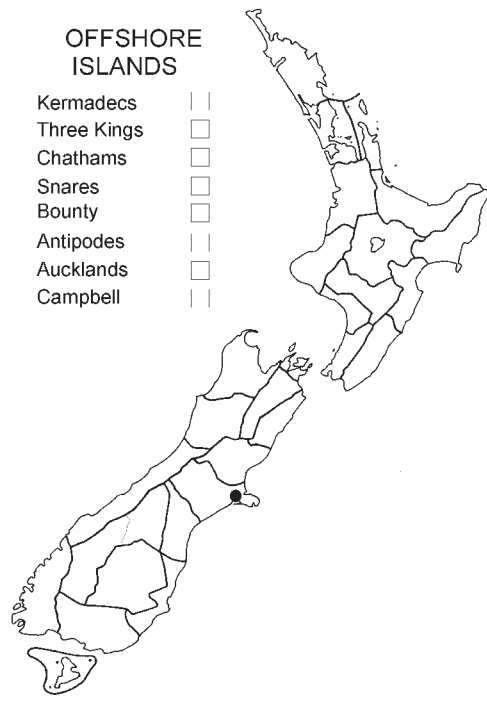 OFFSHORE
ISLANDS
Kermadecs
Three Kings
Chathams
Snares
Bounty
Antipodes
Aucklands
Campbell